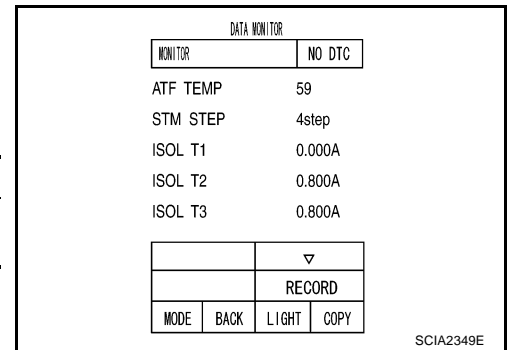 DATA MONITOR
MONITOR NO DTC
ATF TEMP 59
STM STEP 4step
ISOL T1 0.000A
ISOL T2 0.800A
ISOL T3 0.800A
▽
RECORD
MODE BACK LIGHT COPY
SCIA2349E